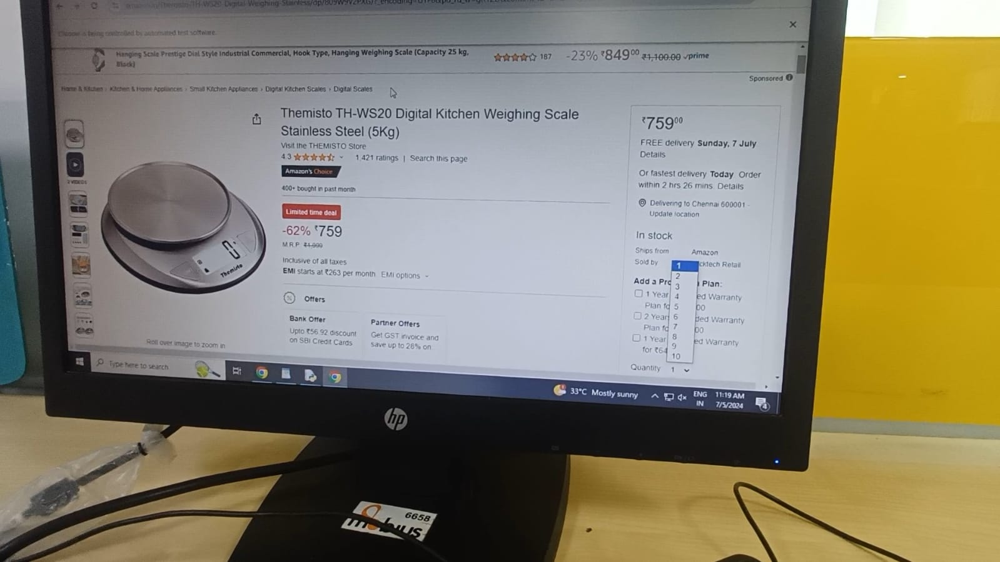 Chrome is being controlled by automated test software.
Hanging Scale Prestige Dial Style Industrial Commercial, Hook Type, Hanging Weighing Scale (Capacity 25 kg,
Black)
187
-23% ₹849⁰⁰ ₹1,100.00 ✓prime
Sponsored
Home & Kitchen › Kitchen & Home Appliances › Small Kitchen Appliances › Digital Kitchen Scales › Digital Scales
Themisto TH-WS20 Digital Kitchen Weighing Scale
Stainless Steel (5Kg)
Visit the THEMISTO Store
4.3
1,421 ratings | Search this page
Amazon's Choice
400+ bought in past month
2 VIDEOS
Limited time deal
-62% ₹759
M.R.P. ₹1,999
Inclusive of all taxes
EMI starts at ₹263 per month. EMI options
Offers
Bank Offer
Upto ₹56.92 discount
on SBI Credit Cards
Partner Offers
Get GST invoice and
save up to 28% on
Themisto
Roll over image to zoom in
₹759⁰⁰
FREE delivery Sunday, 7 July
Details
Or fastest delivery Today. Order
within 2 hrs 26 mins. Details
Delivering to Chennai 600001 -
Update location
In stock
Ships from Amazon
Sold by cktech Retail
Add a Pro Plan:
1 Year ed Warranty
Plan fo 00
2 Year ded Warranty
Plan fo 00
1 Year ed Warranty
for ₹64
1
2
3
4
5
6
7
8
9
10
Quantity 1
Type here to search
33°C Mostly sunny
ENG
IN
11:19 AM
7/5/2024
4
hp
6658
mobius